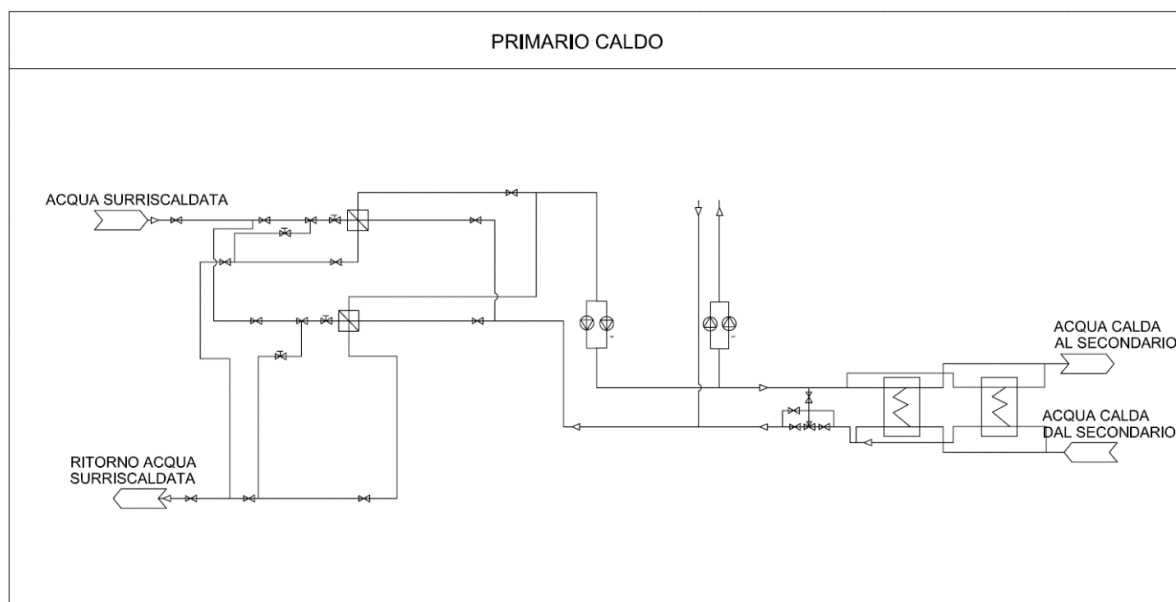 PRIMARIO CALDO
ACQUA SURRISCALDATA
ACQUA CALDA
AL SECONDARIO
ACQUA CALDA
DAL SECONDARIO
RITORNO ACQUA
SURRISCALDATA